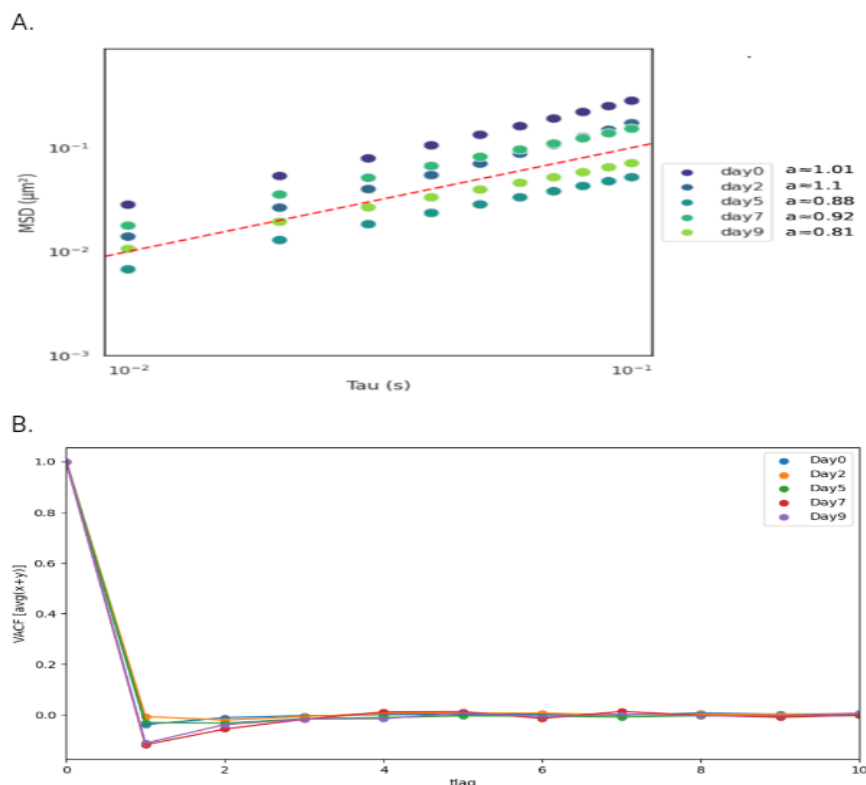 A.
MSD (μm²)
10⁻¹
10⁻²
10⁻³
10⁻²
10⁻¹
Tau (s)
day0 a≈1.01
day2 a≈1.1
day5 a≈0.88
day7 a≈0.92
day9 a≈0.81
B.
VACF [avg(x+y)]
1.0
0.8
0.6
0.4
0.2
0.0
0 2 4 6 8 10
tlag
Day0
Day2
Day5
Day7
Day9